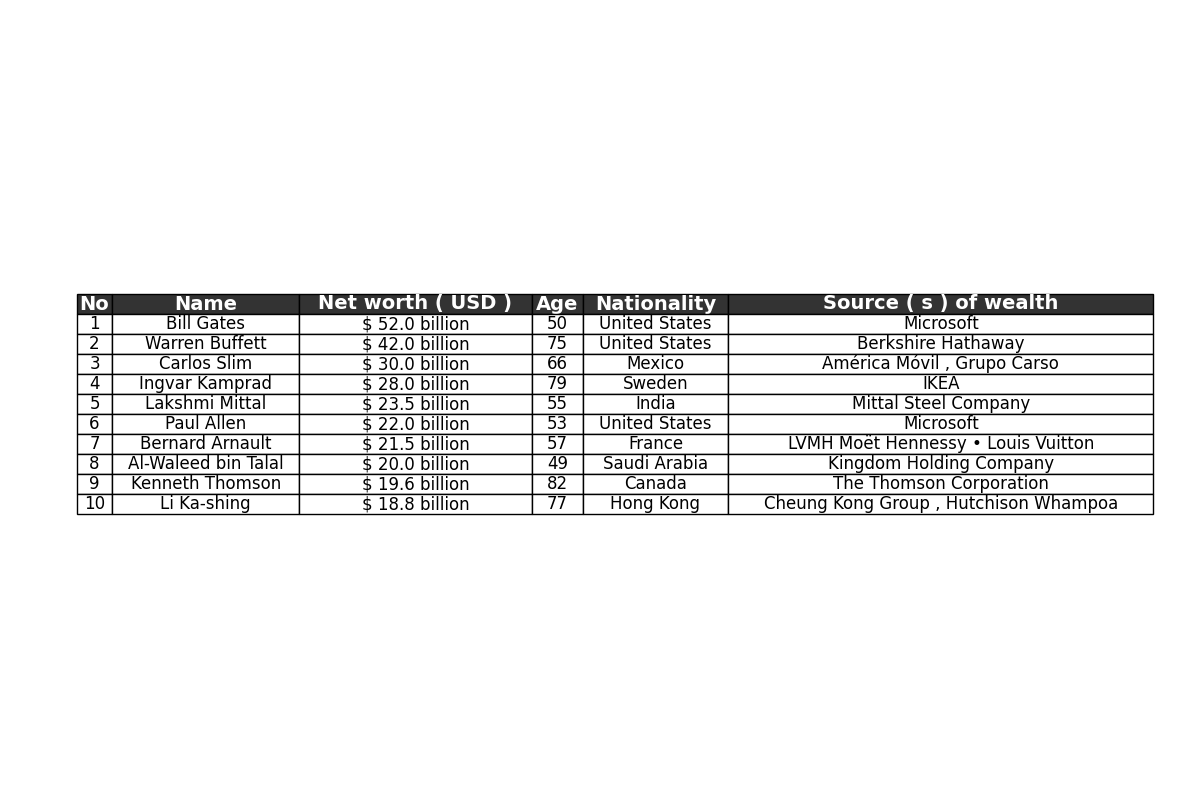 No Name Net worth ( USD ) Age Nationality Source ( s ) of wealth
1 Bill Gates $ 52.0 billion 50 United States Microsoft
2 Warren Buffett $ 42.0 billion 75 United States Berkshire Hathaway
3 Carlos Slim $ 30.0 billion 66 Mexico América Móvil , Grupo Carso
4 Ingvar Kamprad $ 28.0 billion 79 Sweden IKEA
5 Lakshmi Mittal $ 23.5 billion 55 India Mittal Steel Company
6 Paul Allen $ 22.0 billion 53 United States Microsoft
7 Bernard Arnault $ 21.5 billion 57 France LVMH Moët Hennessy • Louis Vuitton
8 Al-Waleed bin Talal $ 20.0 billion 49 Saudi Arabia Kingdom Holding Company
9 Kenneth Thomson $ 19.6 billion 82 Canada The Thomson Corporation
10 Li Ka-shing $ 18.8 billion 77 Hong Kong Cheung Kong Group , Hutchison Whampoa